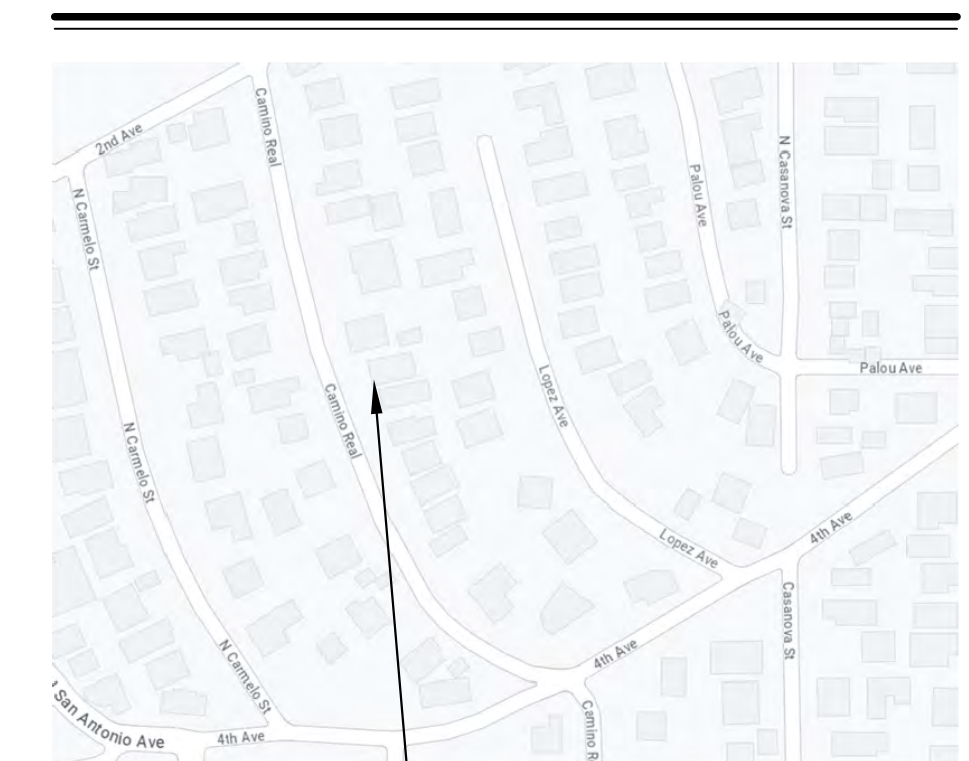 2nd Ave
Camino Real
N Carmelo St
Palou Ave
N Casanova St
Palou Ave
Palou Ave
Lopez Ave
Camino Real
N Carmelo St
4th Ave
Lopez Ave
Casanova St
N Carmelo St
4th Ave
San Antonio Ave
4th Ave
Camino R